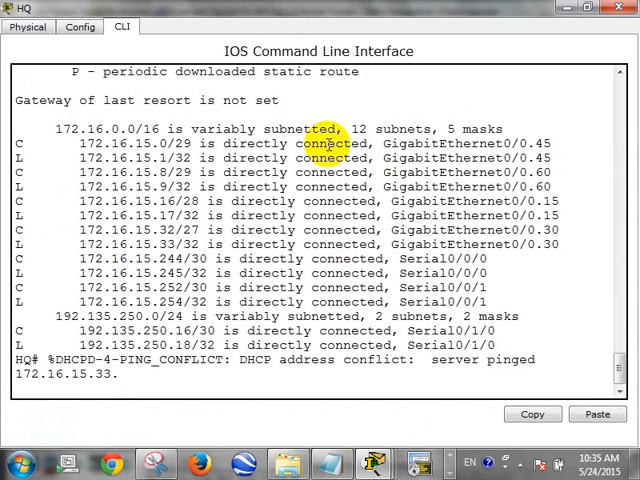 HQ
Physical
Config
CLI
IOS Command Line Interface
P - periodic downloaded static route
Gateway of last resort is not set
172.16.0.0/16 is variably subnetted, 12 subnets, 5 masks
C 172.16.15.0/29 is directly connected, GigabitEthernet0/0.45
L 172.16.15.1/32 is directly connected, GigabitEthernet0/0.45
C 172.16.15.8/29 is directly connected, GigabitEthernet0/0.60
L 172.16.15.9/32 is directly connected, GigabitEthernet0/0.60
C 172.16.15.16/28 is directly connected, GigabitEthernet0/0.15
L 172.16.15.17/32 is directly connected, GigabitEthernet0/0.15
C 172.16.15.32/27 is directly connected, GigabitEthernet0/0.30
L 172.16.15.33/32 is directly connected, GigabitEthernet0/0.30
C 172.16.15.244/30 is directly connected, Serial0/0/0
L 172.16.15.245/32 is directly connected, Serial0/0/0
C 172.16.15.252/30 is directly connected, Serial0/0/1
L 172.16.15.254/32 is directly connected, Serial0/0/1
192.135.250.0/24 is variably subnetted, 2 subnets, 2 masks
C 192.135.250.16/30 is directly connected, Serial0/1/0
L 192.135.250.18/32 is directly connected, Serial0/1/0
HQ# %DHCPD-4-PING_CONFLICT: DHCP address conflict: server pinged
172.16.15.33.
Copy
Paste
EN
10:35 AM
5/24/2015